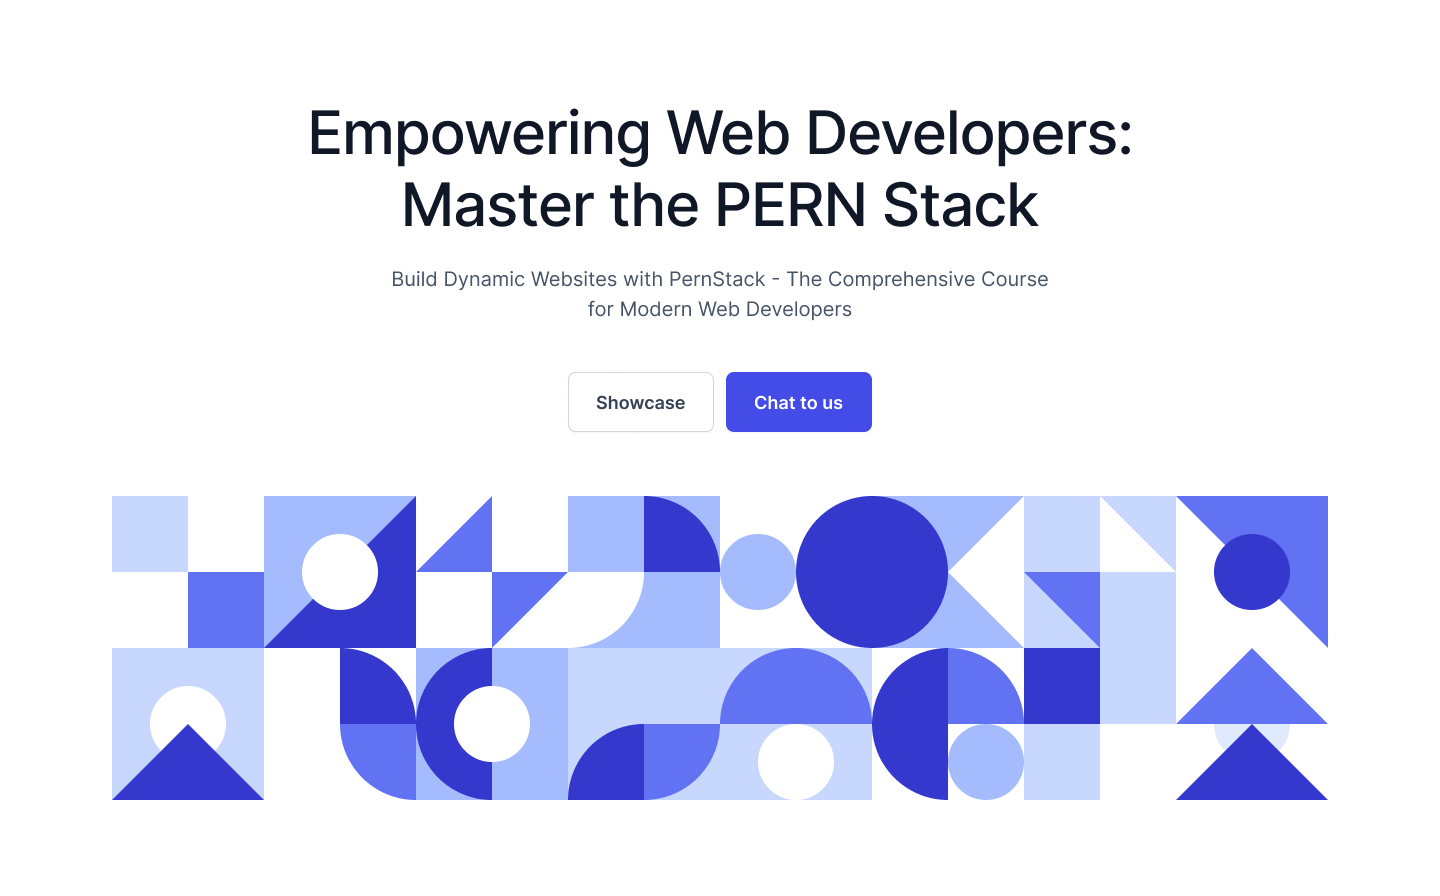 Empowering Web Developers:
Master the PERN Stack
Build Dynamic Websites with PernStack - The Comprehensive Course
for Modern Web Developers
Showcase
Chat to us